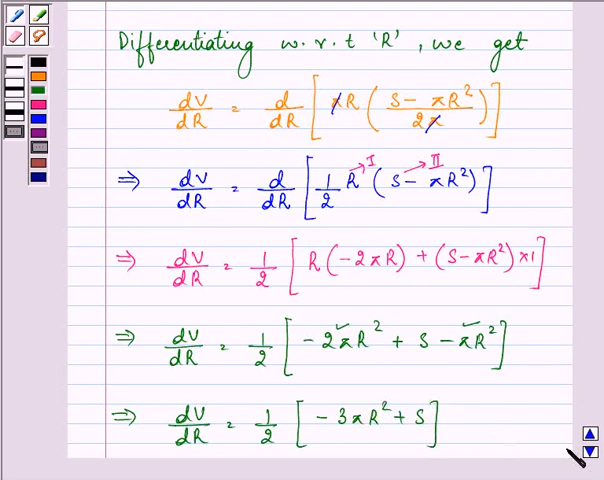 Differentiating w.r.t 'R', we get
dV/dR = d/dR [ πR ( S - πR² / 2π ) ]
⇒ dV/dR = d/dR [ 1/2 R ( S - πR² ) ] I II
⇒ dV/dR = 1/2 [ R ( -2πR ) + ( S - πR² ) × 1 ]
⇒ dV/dR = 1/2 [ - 2πR² + S - πR² ]
⇒ dV/dR = 1/2 [ - 3πR² + S ]